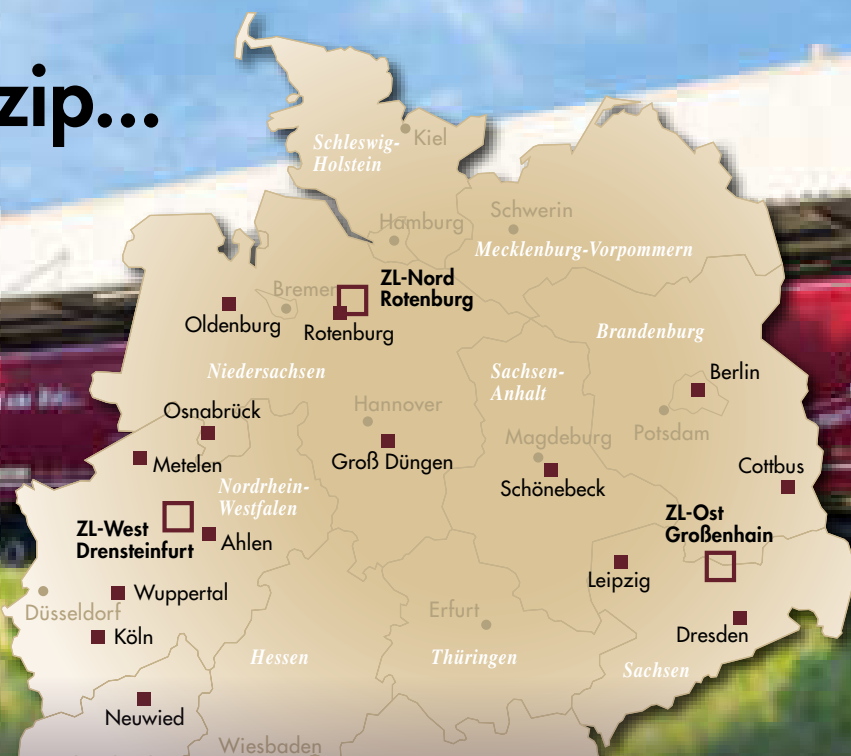 zip...
Kiel
Schleswig-
Holstein
Schwerin
Hamburg
Mecklenburg-Vorpommern
ZL-Nord
Rotenburg
Bremen
Oldenburg
Rotenburg
Brandenburg
Niedersachsen
Sachsen-
Anhalt
Berlin
Osnabrück
Hannover
Potsdam
Magdeburg
Groß Düngen
Metelen
Cottbus
Nordrhein-
Westfalen
Schönebeck
ZL-West
Drensteinfurt
ZL-Ost
Großenhain
Ahlen
Leipzig
Wuppertal
Düsseldorf
Erfurt
Köln
Dresden
Hessen
Thüringen
Sachsen
Neuwied
Wiesbaden